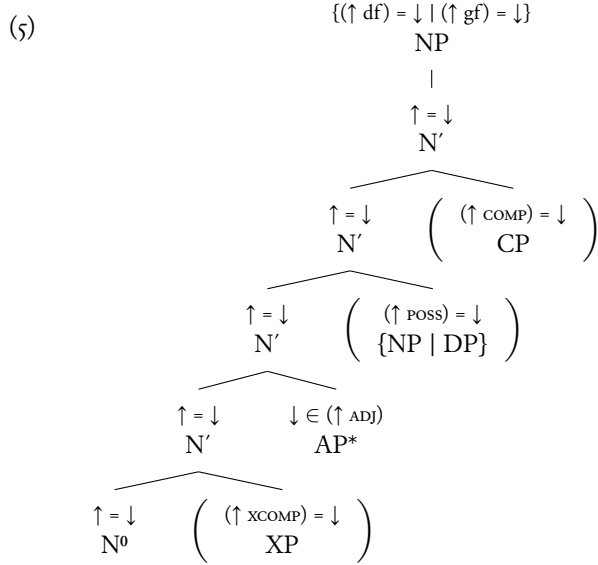 (5)
{(↑ df) = ↓ | (↑ gf) = ↓}
NP
↑ = ↓
N′
↑ = ↓ ( (↑ COMP) = ↓ )
N′ CP
↑ = ↓ ( (↑ POSS) = ↓ )
N′ {NP | DP}
↑ = ↓ ↓ ∈ (↑ ADJ)
N′ AP*
↑ = ↓ ( (↑ XCOMP) = ↓ )
N⁰ XP